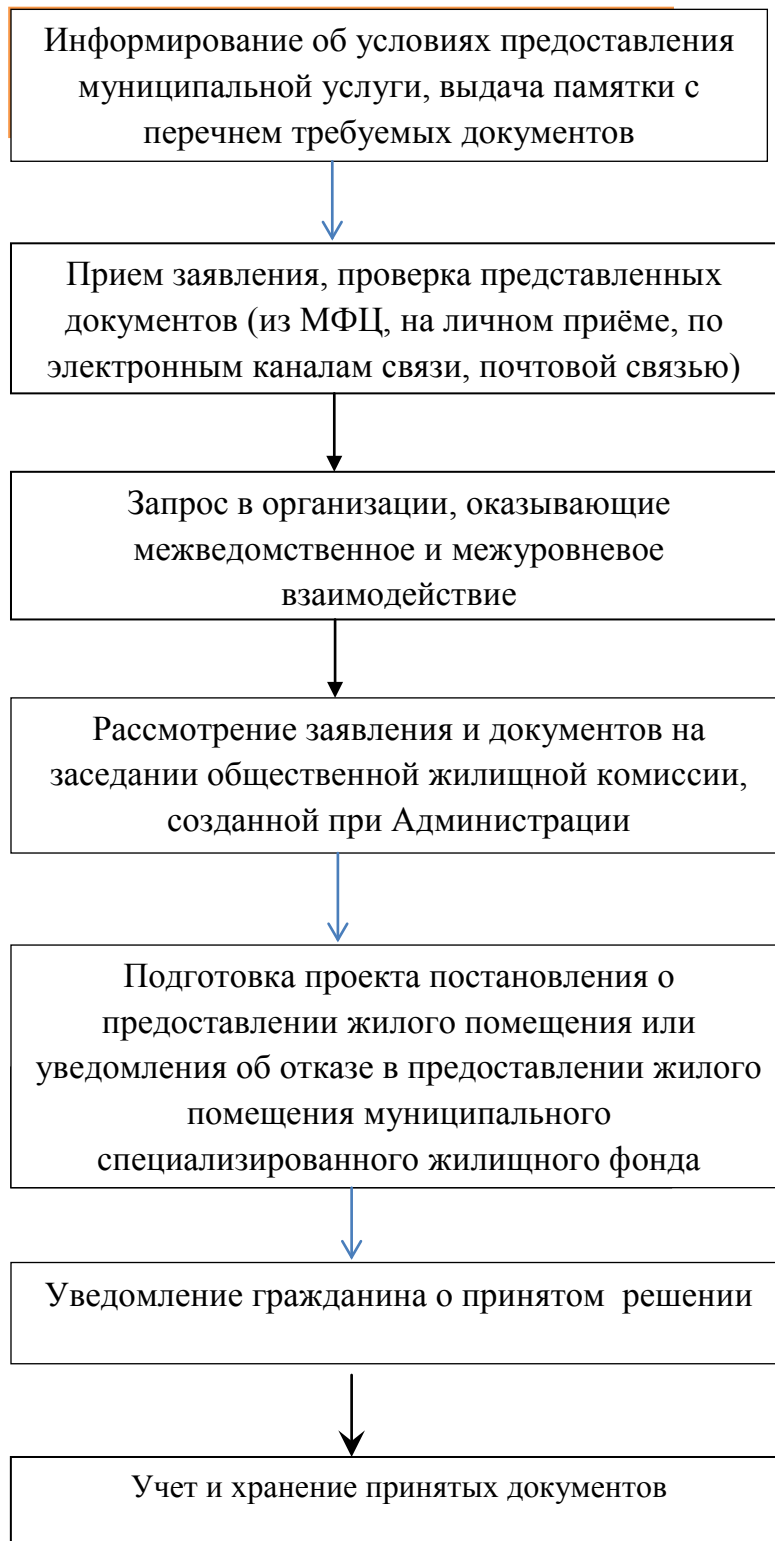 Информирование об условиях предоставления
муниципальной услуги, выдача памятки с
перечнем требуемых документов
Прием заявления, проверка представленных
документов (из МФЦ, на личном приёме, по
электронным каналам связи, почтовой связью)
Запрос в организации, оказывающие
межведомственное и межуровневое
взаимодействие
Рассмотрение заявления и документов на
заседании общественной жилищной комиссии,
созданной при Администрации
Подготовка проекта постановления о
предоставлении жилого помещения или
уведомления об отказе в предоставлении жилого
помещения муниципального
специализированного жилищного фонда
Уведомление гражданина о принятом решении
Учет и хранение принятых документов